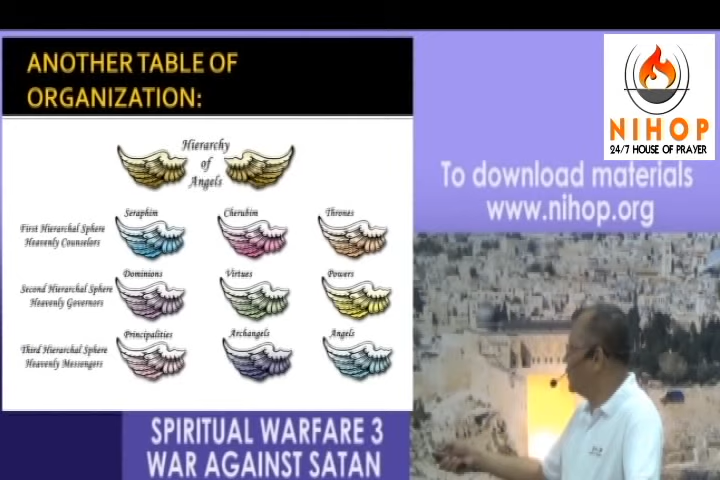 ANOTHER TABLE OF
ORGANIZATION:
Hierarchy
of
Angels
Seraphim Cherubim Thrones
First Hierarchal Sphere
Heavenly Counselors
Dominions Virtues Powers
Second Hierarchal Sphere
Heavenly Governors
Principalities Archangels Angels
Third Hierarchal Sphere
Heavenly Messengers
NIHOP
24/7 HOUSE OF PRAYER
To download materials
www.nihop.org
SPIRITUAL WARFARE 3
WAR AGAINST SATAN